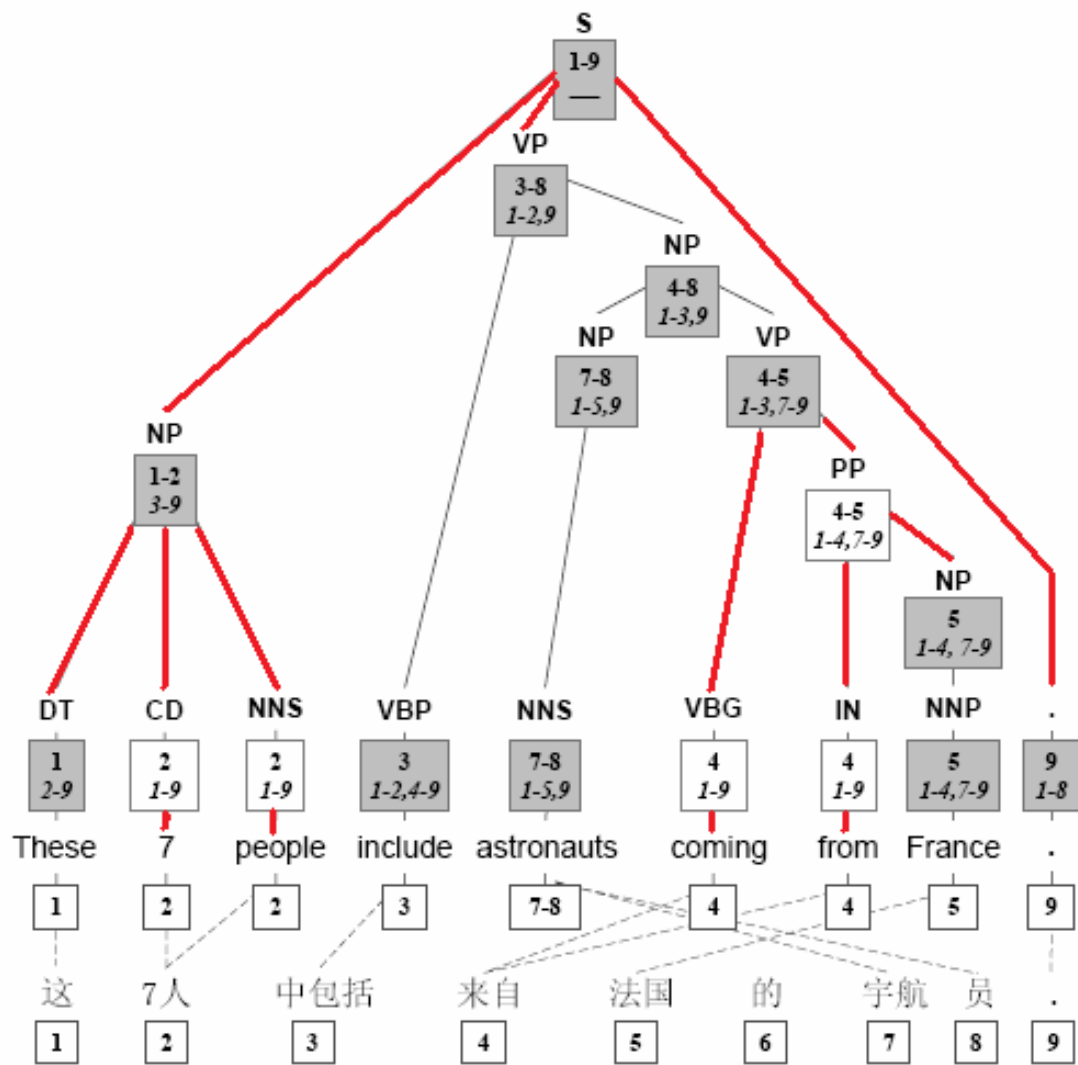 S
1-9
—
VP
3-8
1-2,9
NP
4-8
1-3,9
NP VP
7-8 4-5
1-5,9 1-3,7-9
NP
1-2
3-9
PP
4-5
1-4,7-9
NP
5
1-4, 7-9
DT CD NNS VBP NNS VBG IN NNP .
1 2 2 3 7-8 4 4 5 9
2-9 1-9 1-9 1-2,4-9 1-5,9 1-9 1-9 1-4,7-9 1-8
These 7 people include astronauts coming from France .
1 2 2 3 7-8 4 4 5 9
这 7人 中包括 来自 法国 的 宇航 员 .
1 2 3 4 5 6 7 8 9